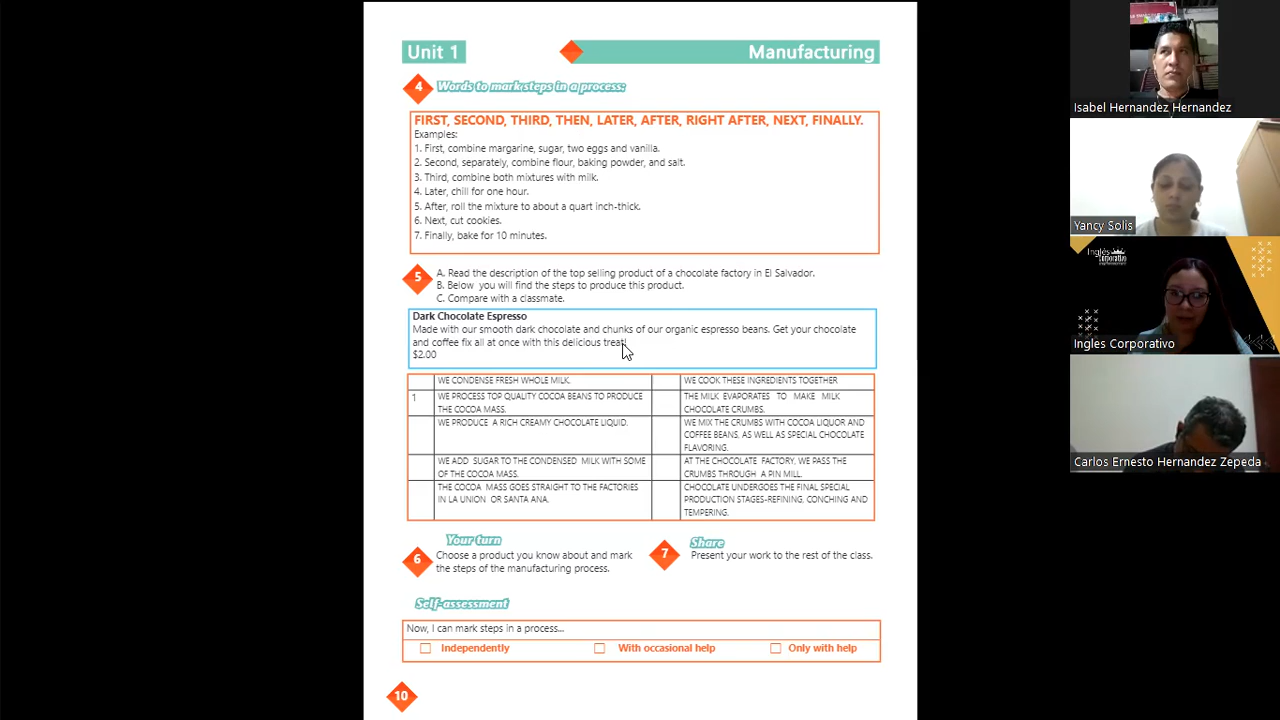 Unit 1
Manufacturing
4
Words to mark steps in a process:
FIRST, SECOND, THIRD, THEN, LATER, AFTER, RIGHT AFTER, NEXT, FINALLY.
Examples:
1. First, combine margarine, sugar, two eggs and vanilla.
2. Second, separately, combine flour, baking powder, and salt.
3. Third, combine both mixtures with milk.
4. Later, chill for one hour.
5. After, roll the mixture to about a quart inch-thick.
6. Next, cut cookies.
7. Finally, bake for 10 minutes.
5
A. Read the description of the top selling product of a chocolate factory in El Salvador.
B. Below you will find the steps to produce this product.
C. Compare with a classmate.
Dark Chocolate Espresso
Made with our smooth dark chocolate and chunks of our organic espresso beans. Get your chocolate
and coffee fix all at once with this delicious treat!
$2.00
WE CONDENSE FRESH WHOLE MILK.
WE COOK THESE INGREDIENTS TOGETHER
1
WE PROCESS TOP QUALITY COCOA BEANS TO PRODUCE
THE COCOA MASS.
THE MILK EVAPORATES TO MAKE MILK
CHOCOLATE CRUMBS.
WE PRODUCE A RICH CREAMY CHOCOLATE LIQUID.
WE MIX THE CRUMBS WITH COCOA LIQUOR AND
COFFEE BEANS, AS WELL AS SPECIAL CHOCOLATE
FLAVORING.
WE ADD SUGAR TO THE CONDENSED MILK WITH SOME
OF THE COCOA MASS.
AT THE CHOCOLATE FACTORY, WE PASS THE
CRUMBS THROUGH A PIN MILL.
THE COCOA MASS GOES STRAIGHT TO THE FACTORIES
IN LA UNION OR SANTA ANA.
CHOCOLATE UNDERGOES THE FINAL SPECIAL
PRODUCTION STAGES-REFINING, CONCHING AND
TEMPERING.
6
Your turn
Choose a product you know about and mark
the steps of the manufacturing process.
7
Share
Present your work to the rest of the class.
Self-assessment
Now, I can mark steps in a process...
Independently
With occasional help
Only with help
10
Isabel Hernandez Hernandez
Yancy Solis
Inglés
Corporativo
Ingles Corporativo
Carlos Ernesto Hernandez Zepeda